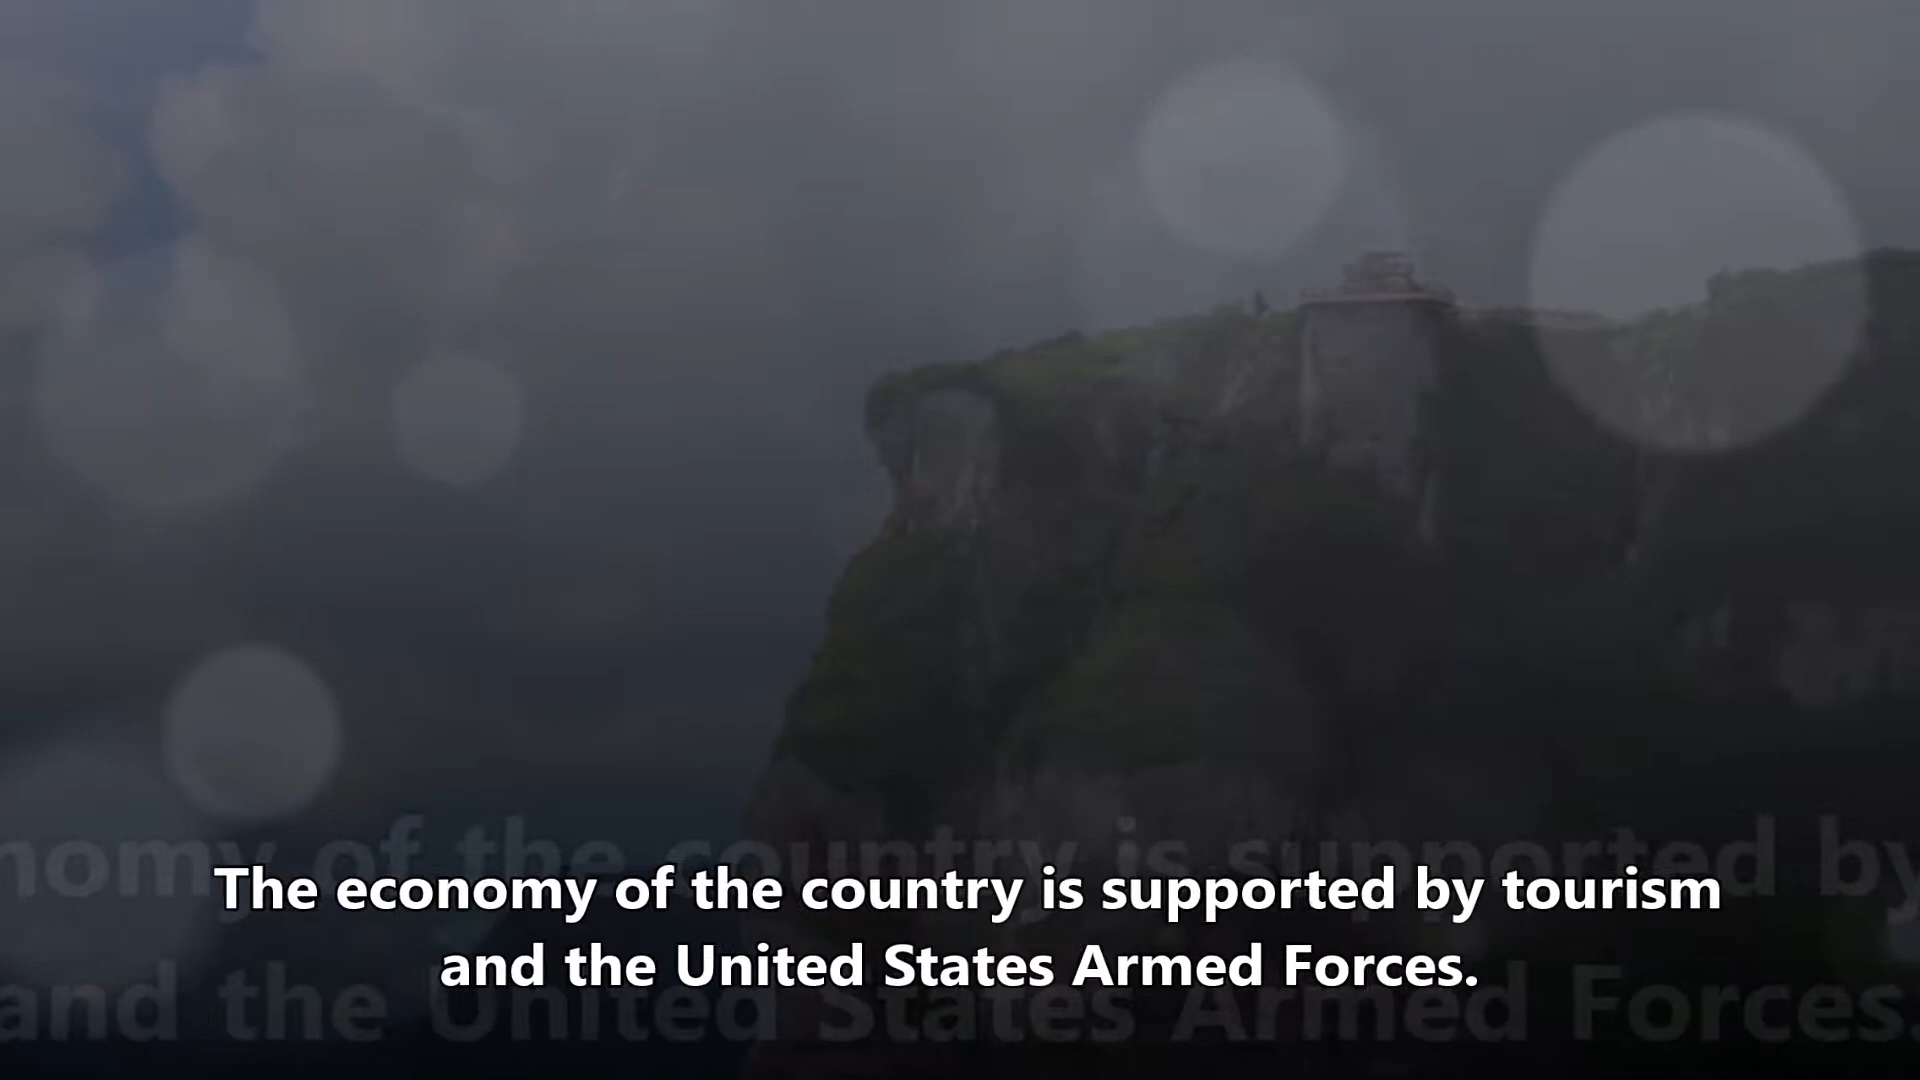 The economy of the country is supported by tourism
and the United States Armed Forces.